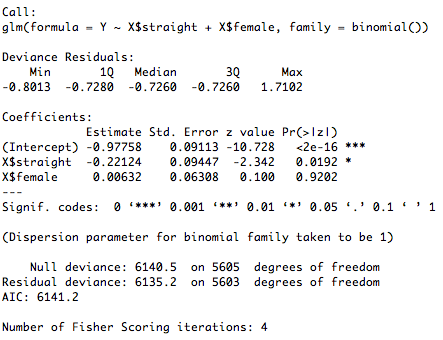 Call:
glm(formula = Y ~ X$straight + X$female, family = binomial())
Deviance Residuals:
    Min       1Q   Median       3Q      Max
-0.8013  -0.7280  -0.7260  -0.7260   1.7102
Coefficients:
            Estimate Std. Error z value Pr(>|z|)
(Intercept) -0.97758    0.09113 -10.728   <2e-16 ***
X$straight  -0.22124    0.09447  -2.342   0.0192 *
X$female     0.00632    0.06308   0.100   0.9202
---
Signif. codes:  0 ‘***’ 0.001 ‘**’ 0.01 ‘*’ 0.05 ‘.’ 0.1 ‘ ’ 1
(Dispersion parameter for binomial family taken to be 1)
    Null deviance: 6140.5  on 5605  degrees of freedom
Residual deviance: 6135.2  on 5603  degrees of freedom
AIC: 6141.2
Number of Fisher Scoring iterations: 4